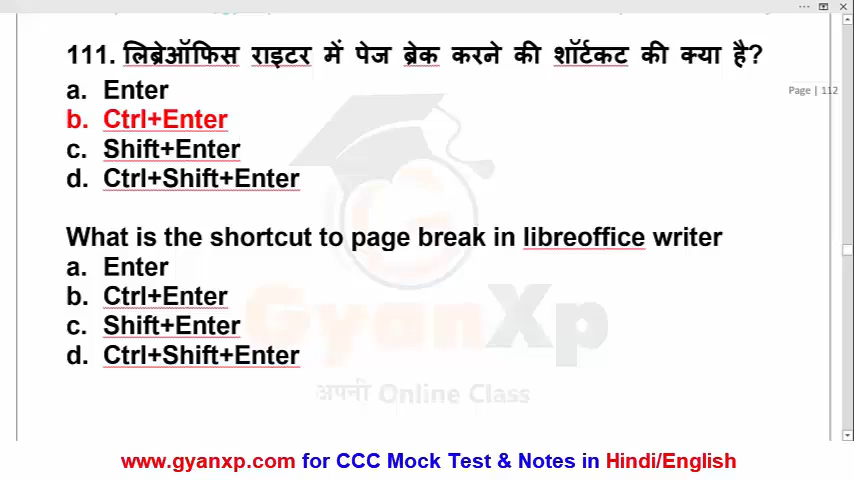 111. लिब्रेऑफिस राइटर में पेज ब्रेक करने की शॉर्टकट की क्या है?
Page | 112
a. Enter
b. Ctrl+Enter
c. Shift+Enter
d. Ctrl+Shift+Enter
What is the shortcut to page break in libreoffice writer
a. Enter
b. Ctrl+Enter
c. Shift+Enter
d. Ctrl+Shift+Enter
GyanXp
अपनी Online Class
www.gyanxp.com for CCC Mock Test & Notes in Hindi/English